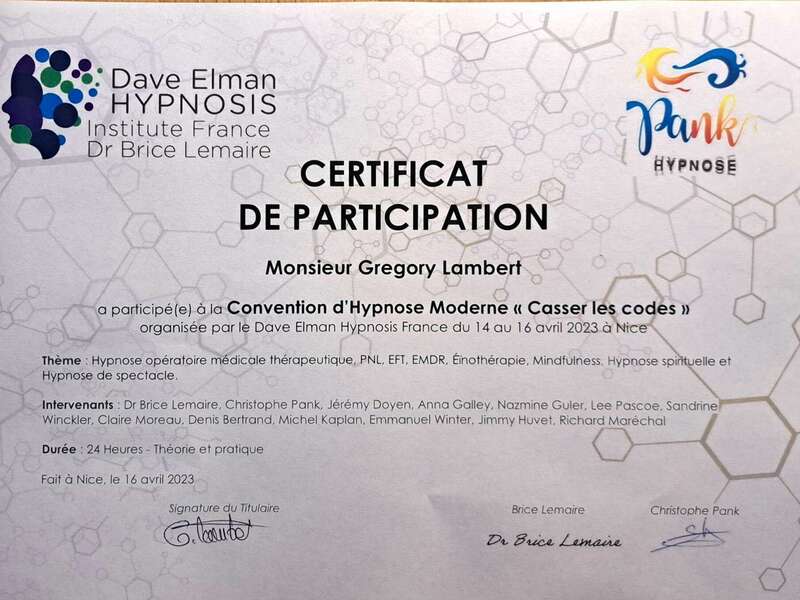 Dave Elman
HYPNOSIS
Institute France
Dr Brice Lemaire
Pank
HYPNOSE
CERTIFICAT
DE PARTICIPATION
Monsieur Gregory Lambert
a participé(e) à la Convention d'Hypnose Moderne « Casser les codes »
organisée par le Dave Elman Hypnosis France du 14 au 16 avril 2023 à Nice
Thème : Hypnose opératoire médicale thérapeutique, PNL, EFT, EMDR, Éinothérapie, Mindfulness, Hypnose spirituelle et
Hypnose de spectacle.
Intervenants : Dr Brice Lemaire, Christophe Pank, Jérémy Doyen, Anna Galley, Nazmine Guler, Lee Pascoe, Sandrine
Winckler, Claire Moreau, Denis Bertrand, Michel Kaplan, Emmanuel Winter, Jimmy Huvet, Richard Maréchal
Durée : 24 Heures - Théorie et pratique
Fait à Nice, le 16 avril 2023
Signature du Titulaire
Brice Lemaire
Christophe Pank
G. Lambert
Dr Brice Lemaire